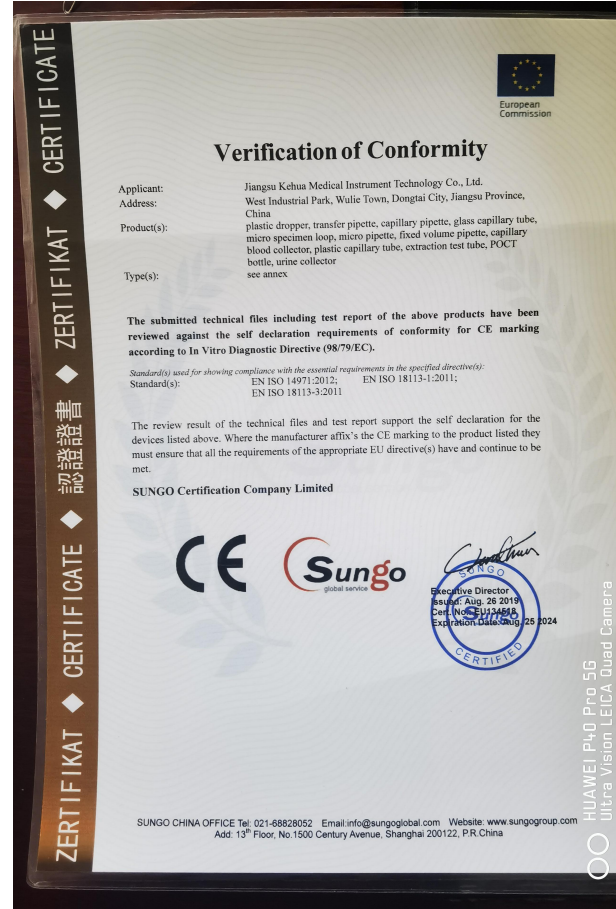 ZERTIFIKAT ◆ CERTIFICATE ◆ 認證證書 ◆ ZERTIFIKAT ◆ CERTIFICATE
European
Commission
Verification of Conformity
Applicant: Jiangsu Kehua Medical Instrument Technology Co., Ltd.
Address: West Industrial Park, Wulie Town, Dongtai City, Jiangsu Province,
China
Product(s): plastic dropper, transfer pipette, capillary pipette, glass capillary tube,
micro specimen loop, micro pipette, fixed volume pipette, capillary
blood collector, plastic capillary tube, extraction test tube, POCT
bottle, urine collector
Type(s): see annex
The submitted technical files including test report of the above products have been
reviewed against the self declaration requirements of conformity for CE marking
according to In Vitro Diagnostic Directive (98/79/EC).
Standard(s) used for showing compliance with the essential requirements in the specified directive(s):
Standard(s): EN ISO 14971:2012; EN ISO 18113-1:2011;
EN ISO 18113-3:2011
The review result of the technical files and test report support the self declaration for the
devices listed above. Where the manufacturer affix's the CE marking to the product listed they
must ensure that all the requirements of the appropriate EU directive(s) have and continue to be
met.
SUNGO Certification Company Limited
CE
Sungo
global service
SUNGO
Executive Director
Issued: Aug. 26 2019
Cert. No.: EU134518
Sungo
Expiration Date: Aug. 25 2024
CERTIFIED
SUNGO CHINA OFFICE Tel: 021-68828052 Email:info@sungoglobal.com Website: www.sungogroup.com
Add: 13th Floor, No.1500 Century Avenue, Shanghai 200122, P.R.China
HUAWEI P40 Pro 5G
Ultra Vision LEICA Quad Camera